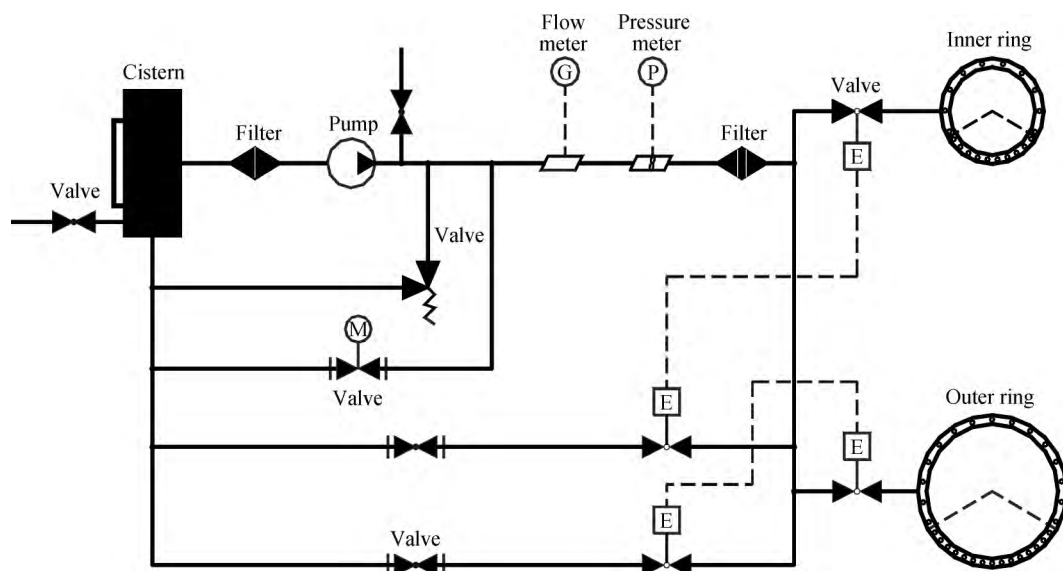 Flow
meter
Pressure
meter
Inner ring
Cistern
G
P
Valve
Filter
Pump
Filter
E
Valve
Valve
M
Valve
E
Outer ring
E
Valve
E